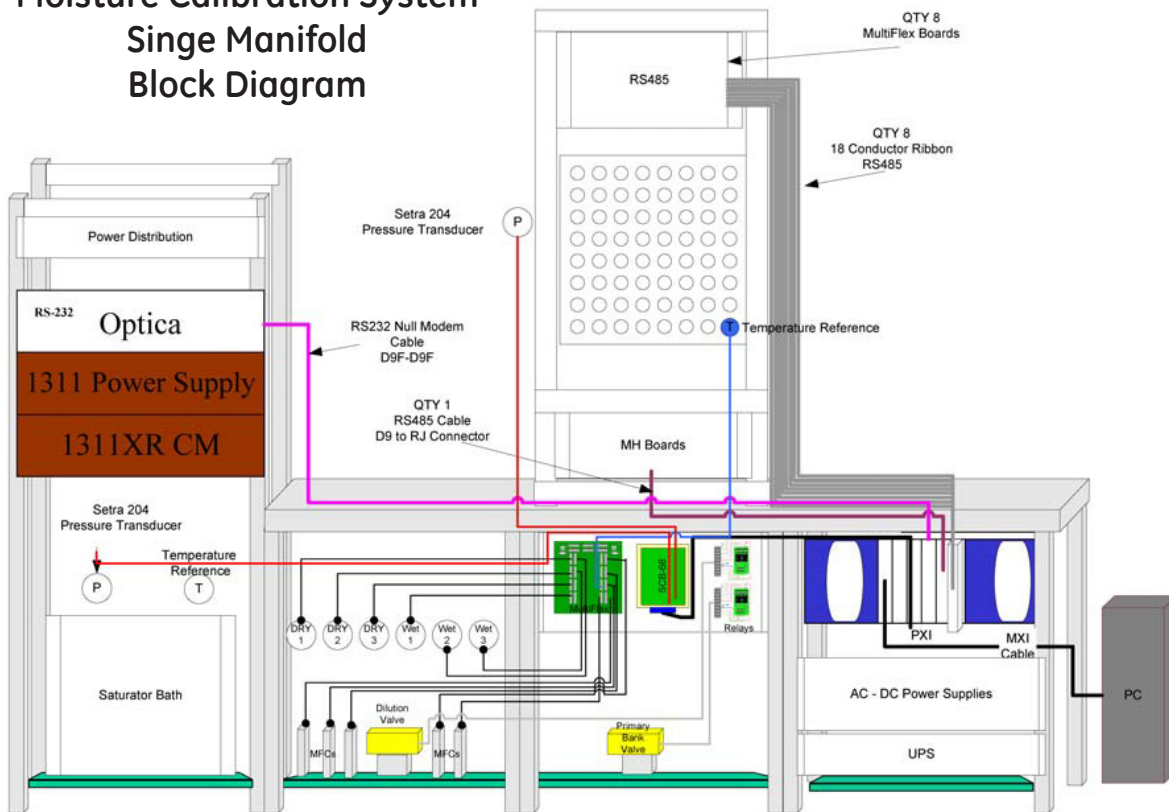 Moisture Calibration System
Singe Manifold
Block Diagram
QTY 8
MultiFlex Boards
RS485
QTY 8
18 Conductor Ribbon
RS485
Setra 204
Pressure Transducer
P
Power Distribution
RS-232
Optica
RS232 Null Modem
Cable
D9F-D9F
T
Temperature Reference
1311 Power Supply
1311XR CM
QTY 1
RS485 Cable
D9 to RJ Connector
MH Boards
Setra 204
Pressure Transducer
Temperature
Reference
P
T
MultiFlex
SCB-68
Relays
DRY
1
DRY
2
DRY
3
Wet
1
Wet
2
Wet
3
PXI
MXI
Cable
Saturator Bath
Dilution
Valve
Primary
Bank
Valve
MFCs
MFCs
AC - DC Power Supplies
PC
UPS